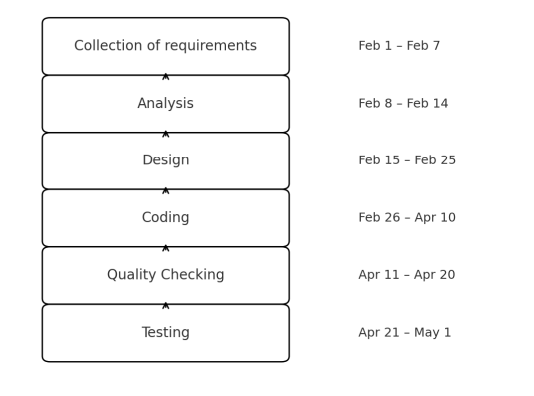 Collection of requirements
Feb 1 – Feb 7
Analysis
Feb 8 – Feb 14
Design
Feb 15 – Feb 25
Coding
Feb 26 – Apr 10
Quality Checking
Apr 11 – Apr 20
Testing
Apr 21 – May 1